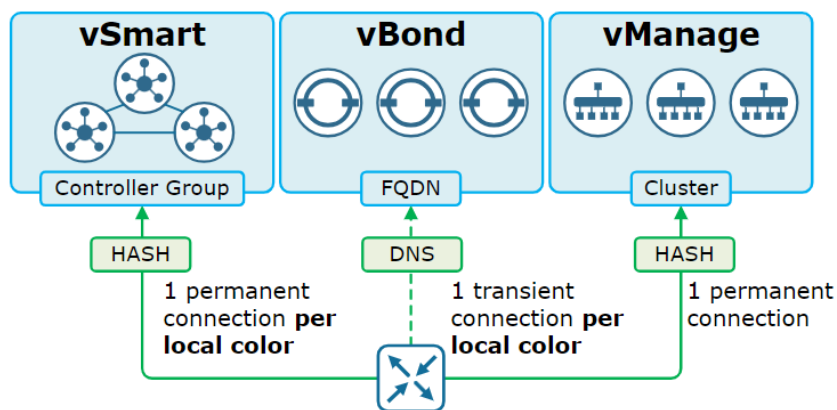 vSmart
vBond
vManage
Controller Group
FQDN
Cluster
HASH
DNS
HASH
1 permanent
connection per
local color
1 transient
connection per
local color
1 permanent
connection